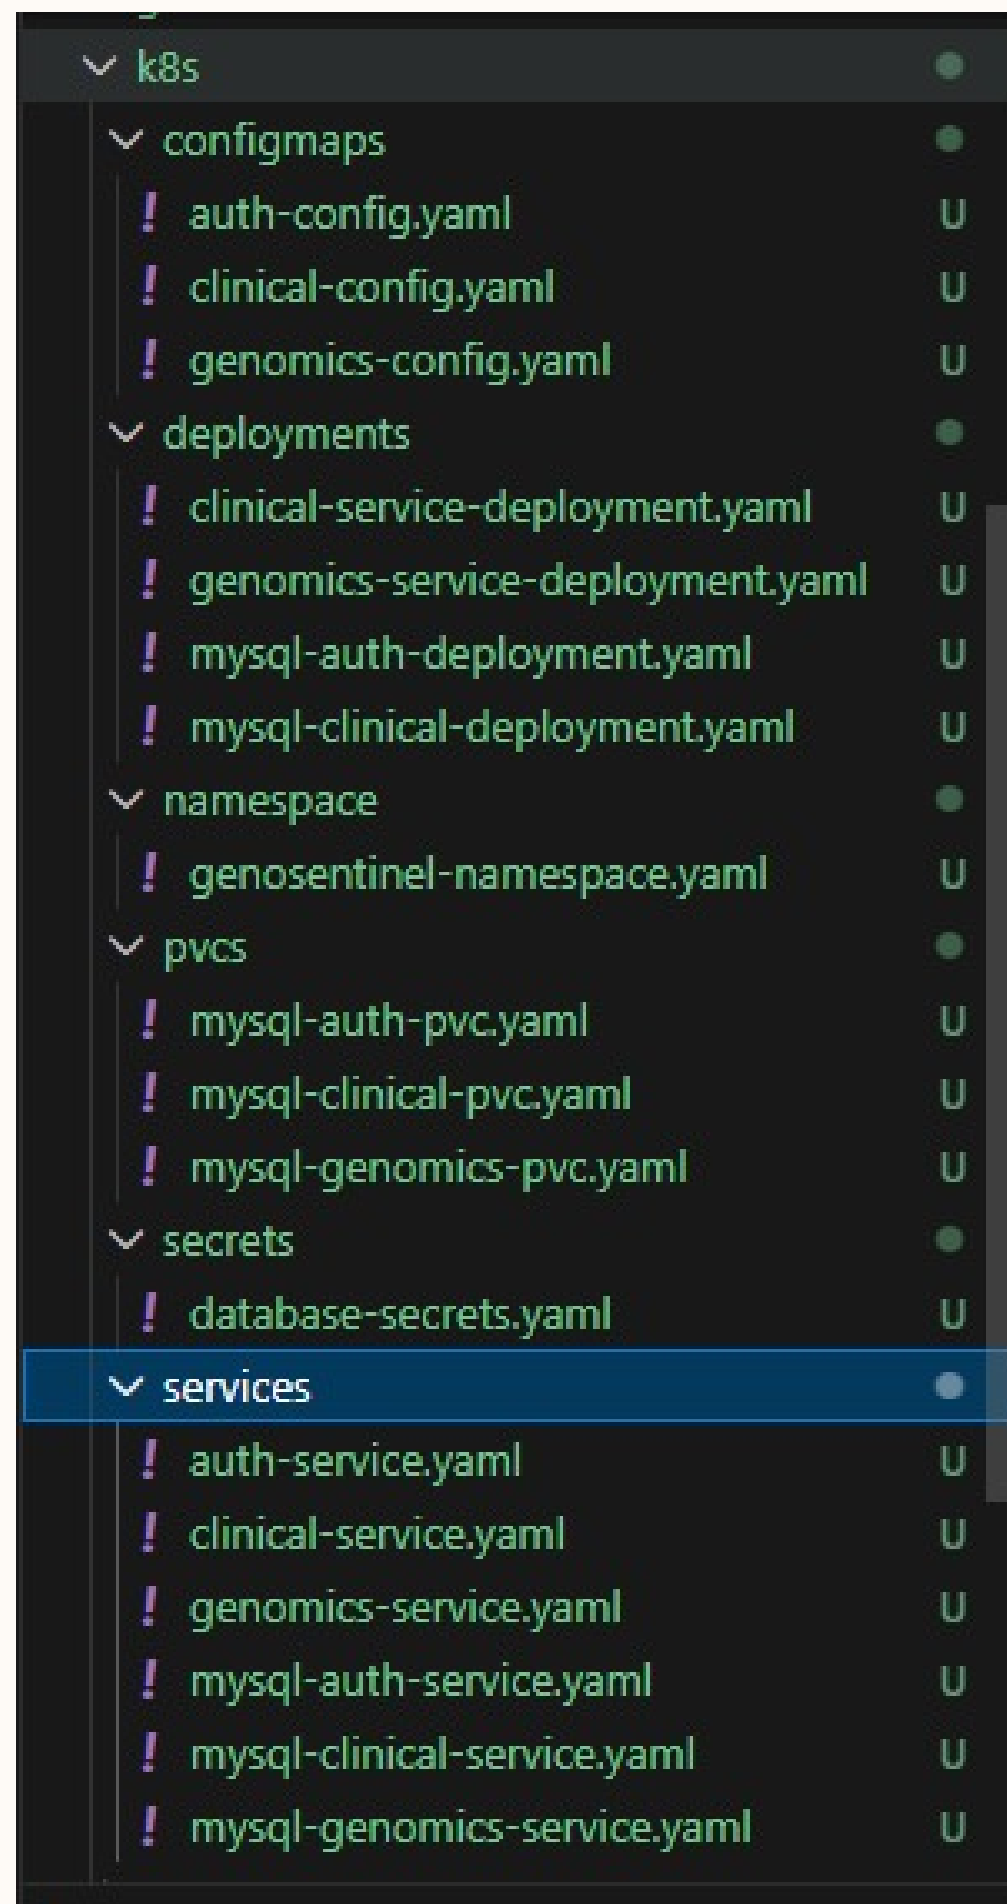 k8s
configmaps
! auth-config.yaml U
! clinical-config.yaml U
! genomics-config.yaml U
deployments
! clinical-service-deployment.yaml U
! genomics-service-deployment.yaml U
! mysql-auth-deployment.yaml U
! mysql-clinical-deployment.yaml U
namespace
! genosentinel-namespace.yaml U
pvcs
! mysql-auth-pvc.yaml U
! mysql-clinical-pvc.yaml U
! mysql-genomics-pvc.yaml U
secrets
! database-secrets.yaml U
services
! auth-service.yaml U
! clinical-service.yaml U
! genomics-service.yaml U
! mysql-auth-service.yaml U
! mysql-clinical-service.yaml U
! mysql-genomics-service.yaml U